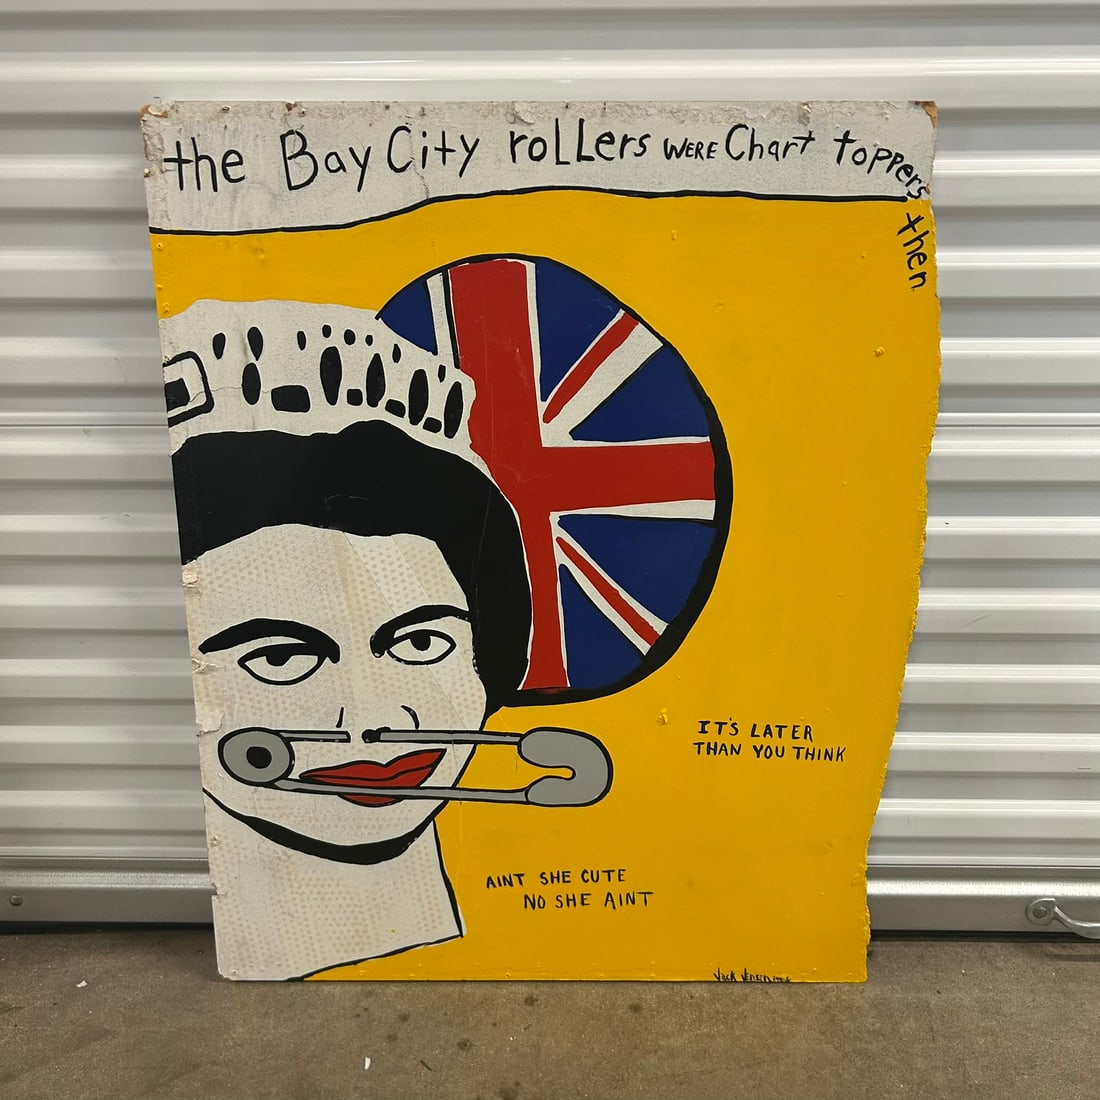 the Bay City roLLers WERE Chart toppers then
IT'S LATER
THAN YOU THINK
AINT SHE CUTE
NO SHE AINT
Jack